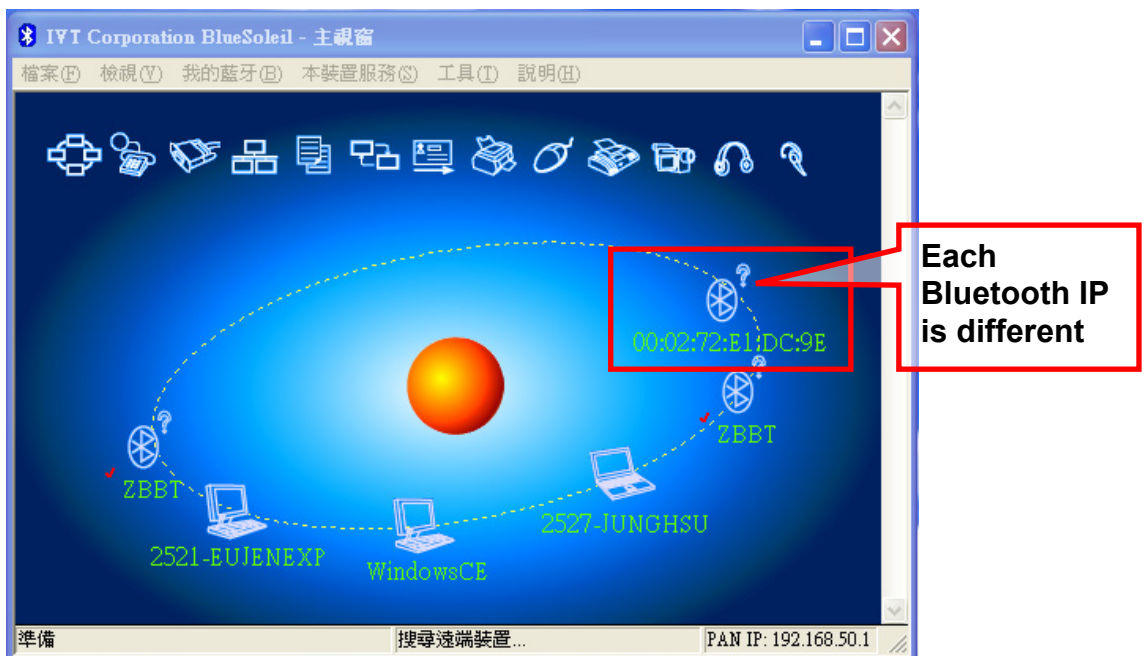 IVT Corporation BlueSoleil - 主視窗
檔案(F) 檢視(V) 我的藍牙(B) 本裝置服務(S) 工具(T) 說明(H)
Each
Bluetooth IP
is different
00:02:72:E1:DC:9E
ZBBT
ZBBT
2527-JUNGHSU
2521-EUJENEXP
WindowsCE
準備 搜尋遠端裝置... PAN IP: 192.168.50.1